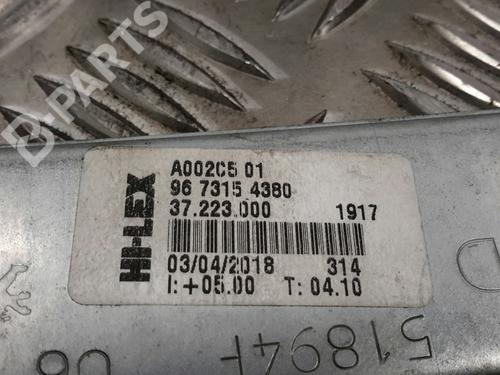 D-PARTS
HI-LEX
A002C5 01
96 7315 4380
37.223.000 1917
03/04/2018 314
I: +05.00 T: 04.10
51894F